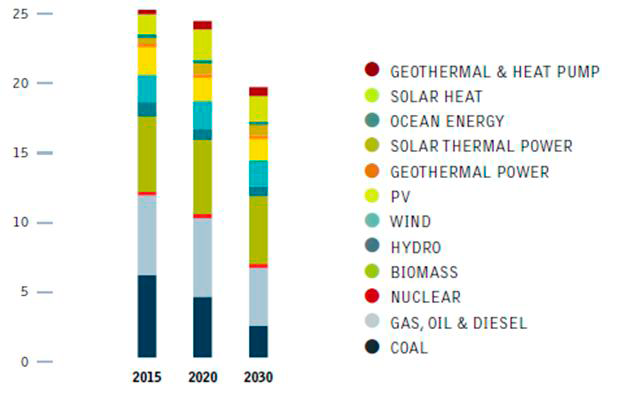 25
20
15
10
5
0
2015 2020 2030
GEOTHERMAL & HEAT PUMP
SOLAR HEAT
OCEAN ENERGY
SOLAR THERMAL POWER
GEOTHERMAL POWER
PV
WIND
HYDRO
BIOMASS
NUCLEAR
GAS, OIL & DIESEL
COAL